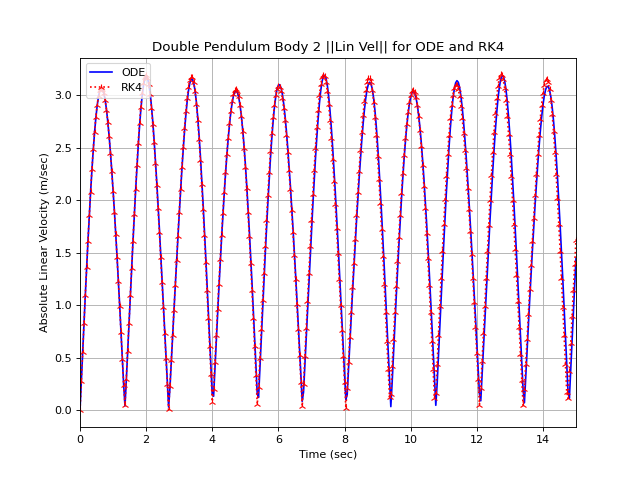 Double Pendulum Body 2 ||Lin Vel|| for ODE and RK4
ODE
RK4
Absolute Linear Velocity (m/sec)
3.0
2.5
2.0
1.5
1.0
0.5
0.0
0 2 4 6 8 10 12 14
Time (sec)